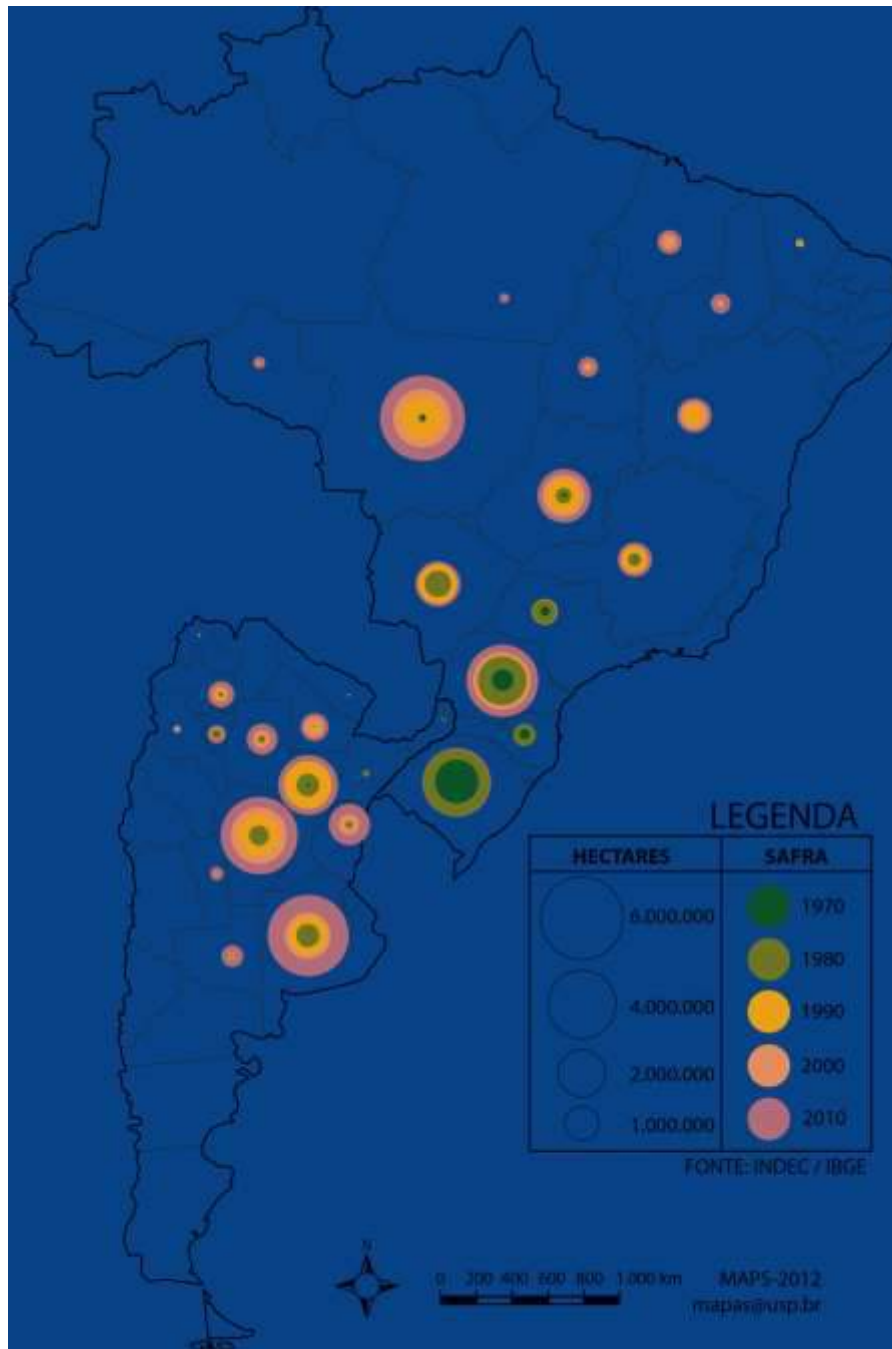 LEGENDA
HECTARES SAFRA
6.000.000 1970
1980
4.000.000 1990
2.000.000 2000
1.000.000 2010
FONTE: INDEC / IBGE
N
0 200 400 600 800 1.000 km
MAPS-2012
mapas@usp.br